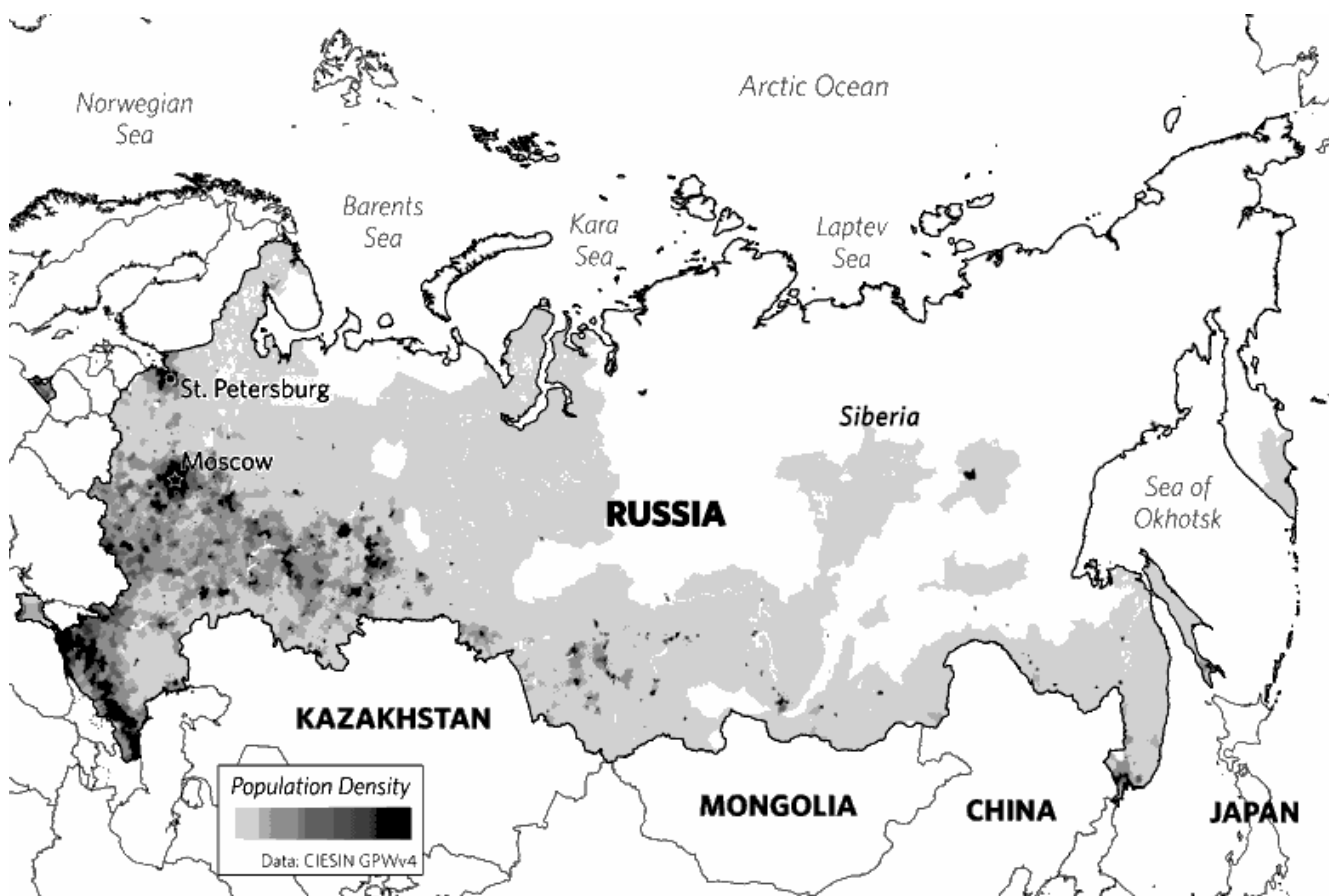 Arctic Ocean
Norwegian
Sea
Barents
Sea
Kara
Sea
Laptev
Sea
St. Petersburg
Siberia
Moscow
Sea of
Okhotsk
RUSSIA
KAZAKHSTAN
MONGOLIA
CHINA
JAPAN
Population Density
Data: CIESIN GPWv4